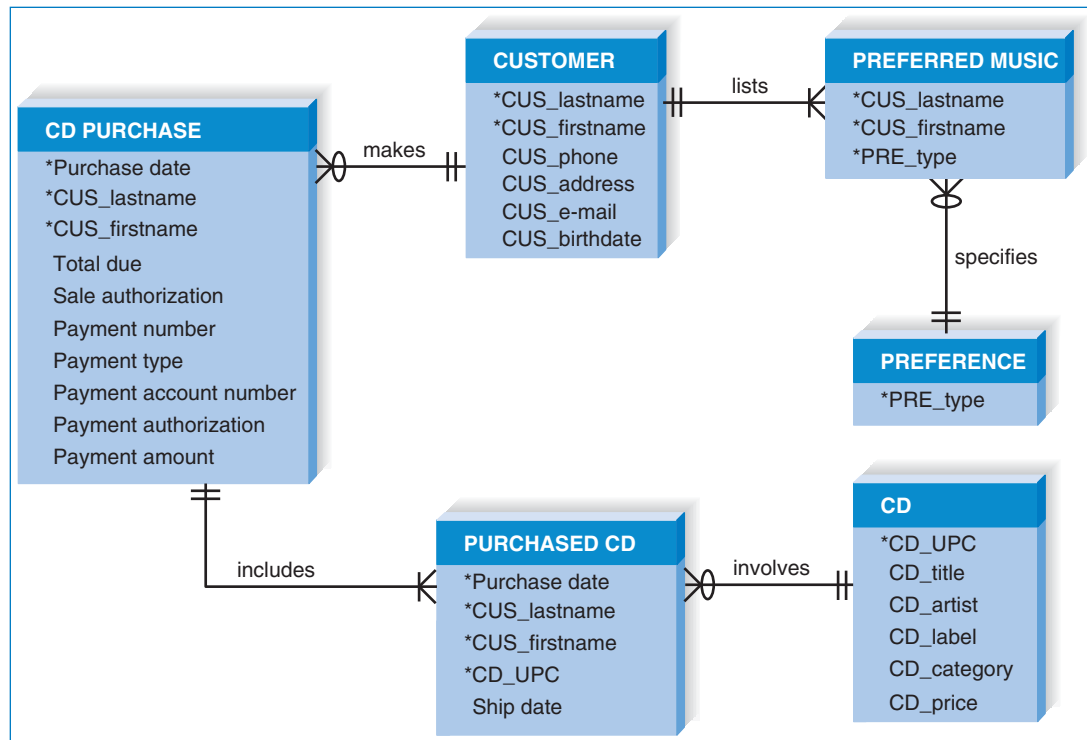 CD PURCHASE
*Purchase date
*CUS_lastname
*CUS_firstname
Total due
Sale authorization
Payment number
Payment type
Payment account number
Payment authorization
Payment amount
makes
CUSTOMER
*CUS_lastname
*CUS_firstname
CUS_phone
CUS_address
CUS_e-mail
CUS_birthdate
lists
PREFERRED MUSIC
*CUS_lastname
*CUS_firstname
*PRE_type
specifies
PREFERENCE
*PRE_type
includes
PURCHASED CD
*Purchase date
*CUS_lastname
*CUS_firstname
*CD_UPC
Ship date
involves
CD
*CD_UPC
CD_title
CD_artist
CD_label
CD_category
CD_price